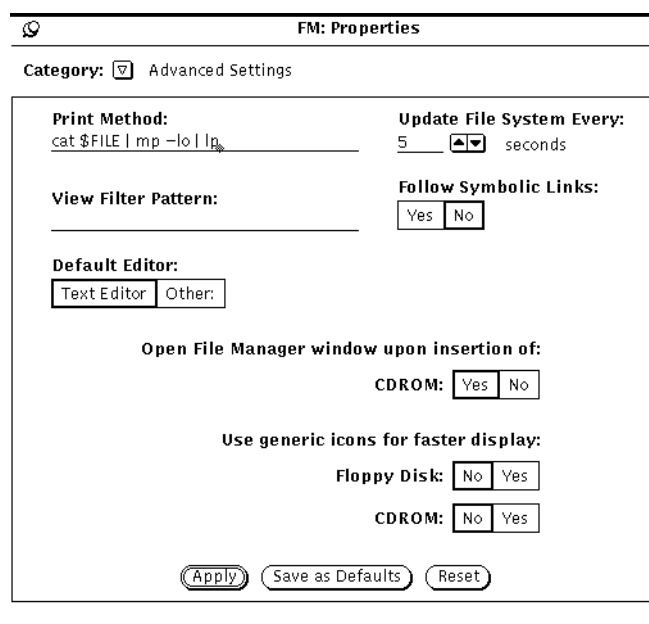 FM: Properties
Category: Advanced Settings
Print Method:
cat $FILE | mp –lo | lp
Update File System Every:
5 seconds
View Filter Pattern:
Follow Symbolic Links:
Yes No
Default Editor:
Text Editor Other:
Open File Manager window upon insertion of:
CDROM: Yes No
Use generic icons for faster display:
Floppy Disk: No Yes
CDROM: No Yes
Apply Save as Defaults Reset